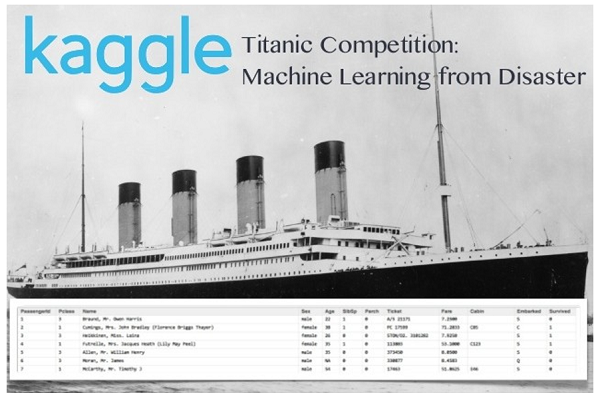 kaggle
Titanic Competition:
Machine Learning from Disaster
PassengerId Pclass Name Sex Age SibSp Parch Ticket Fare Cabin Embarked Survived
1 3 Braund, Mr. Owen Harris male 22 1 0 A/5 21171 7.2500 S 0
2 1 Cumings, Mrs. John Bradley (Florence Briggs Thayer) female 38 1 0 PC 17599 71.2833 C85 C 1
3 3 Heikkinen, Miss. Laina female 26 0 0 STON/O2. 3101282 7.9250 S 1
4 1 Futrelle, Mrs. Jacques Heath (Lily May Peel) female 35 1 0 113803 53.1000 C123 S 1
5 3 Allen, Mr. William Henry male 35 0 0 373450 8.0500 S 0
6 3 Moran, Mr. James male NA 0 0 330877 8.4583 Q 0
7 1 McCarthy, Mr. Timothy J male 54 0 0 17463 51.8625 E46 S 0